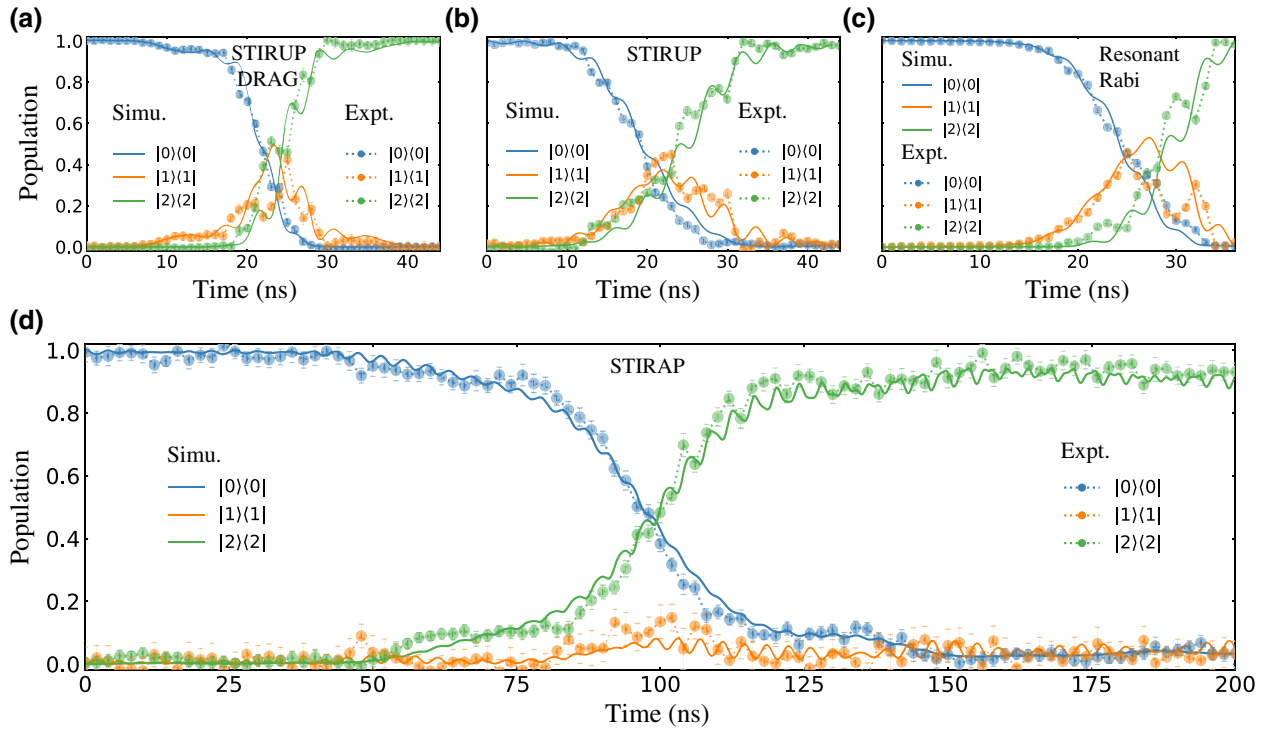 (a)
STIRUP
DRAG
Simu.
|0⟩⟨0|
|1⟩⟨1|
|2⟩⟨2|
Expt.
|0⟩⟨0|
|1⟩⟨1|
|2⟩⟨2|
Population
1.0
0.8
0.6
0.4
0.2
0.0
0 10 20 30 40
Time (ns)
(b)
STIRUP
Simu.
|0⟩⟨0|
|1⟩⟨1|
|2⟩⟨2|
Expt.
|0⟩⟨0|
|1⟩⟨1|
|2⟩⟨2|
0 10 20 30 40
Time (ns)
(c)
Resonant
Rabi
Simu.
|0⟩⟨0|
|1⟩⟨1|
|2⟩⟨2|
Expt.
|0⟩⟨0|
|1⟩⟨1|
|2⟩⟨2|
0 10 20 30
Time (ns)
(d)
STIRAP
Simu.
|0⟩⟨0|
|1⟩⟨1|
|2⟩⟨2|
Expt.
|0⟩⟨0|
|1⟩⟨1|
|2⟩⟨2|
Population
1.0
0.8
0.6
0.4
0.2
0.0
0 25 50 75 100 125 150 175 200
Time (ns)